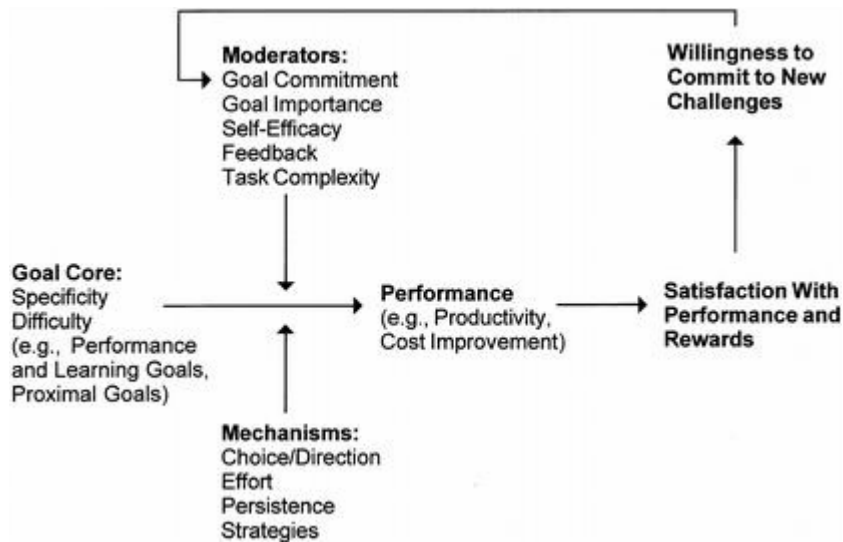 Moderators:
Goal Commitment
Goal Importance
Self-Efficacy
Feedback
Task Complexity
Willingness to
Commit to New
Challenges
Goal Core:
Specificity
Difficulty
(e.g., Performance
and Learning Goals,
Proximal Goals)
Performance
(e.g., Productivity,
Cost Improvement)
Satisfaction With
Performance and
Rewards
Mechanisms:
Choice/Direction
Effort
Persistence
Strategies